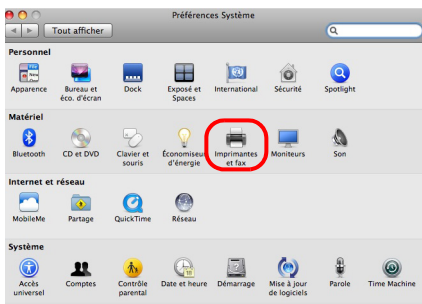 Préférences Système
Tout afficher
Personnel
Apparence
Bureau et éco. d'écran
Dock
Exposé et Spaces
International
Sécurité
Spotlight
Matériel
Bluetooth
CD et DVD
Clavier et souris
Économiseur d'énergie
Imprimantes et fax
Moniteurs
Son
Internet et réseau
MobileMe
Partage
QuickTime
Réseau
Système
Accès universel
Comptes
Contrôle parental
Date et heure
Démarrage
Mise à jour de logiciels
Parole
Time Machine